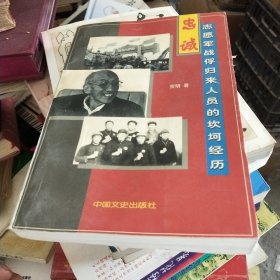 忠诚
志愿军战俘归来人员的坎坷经历
著
中国文史出版社